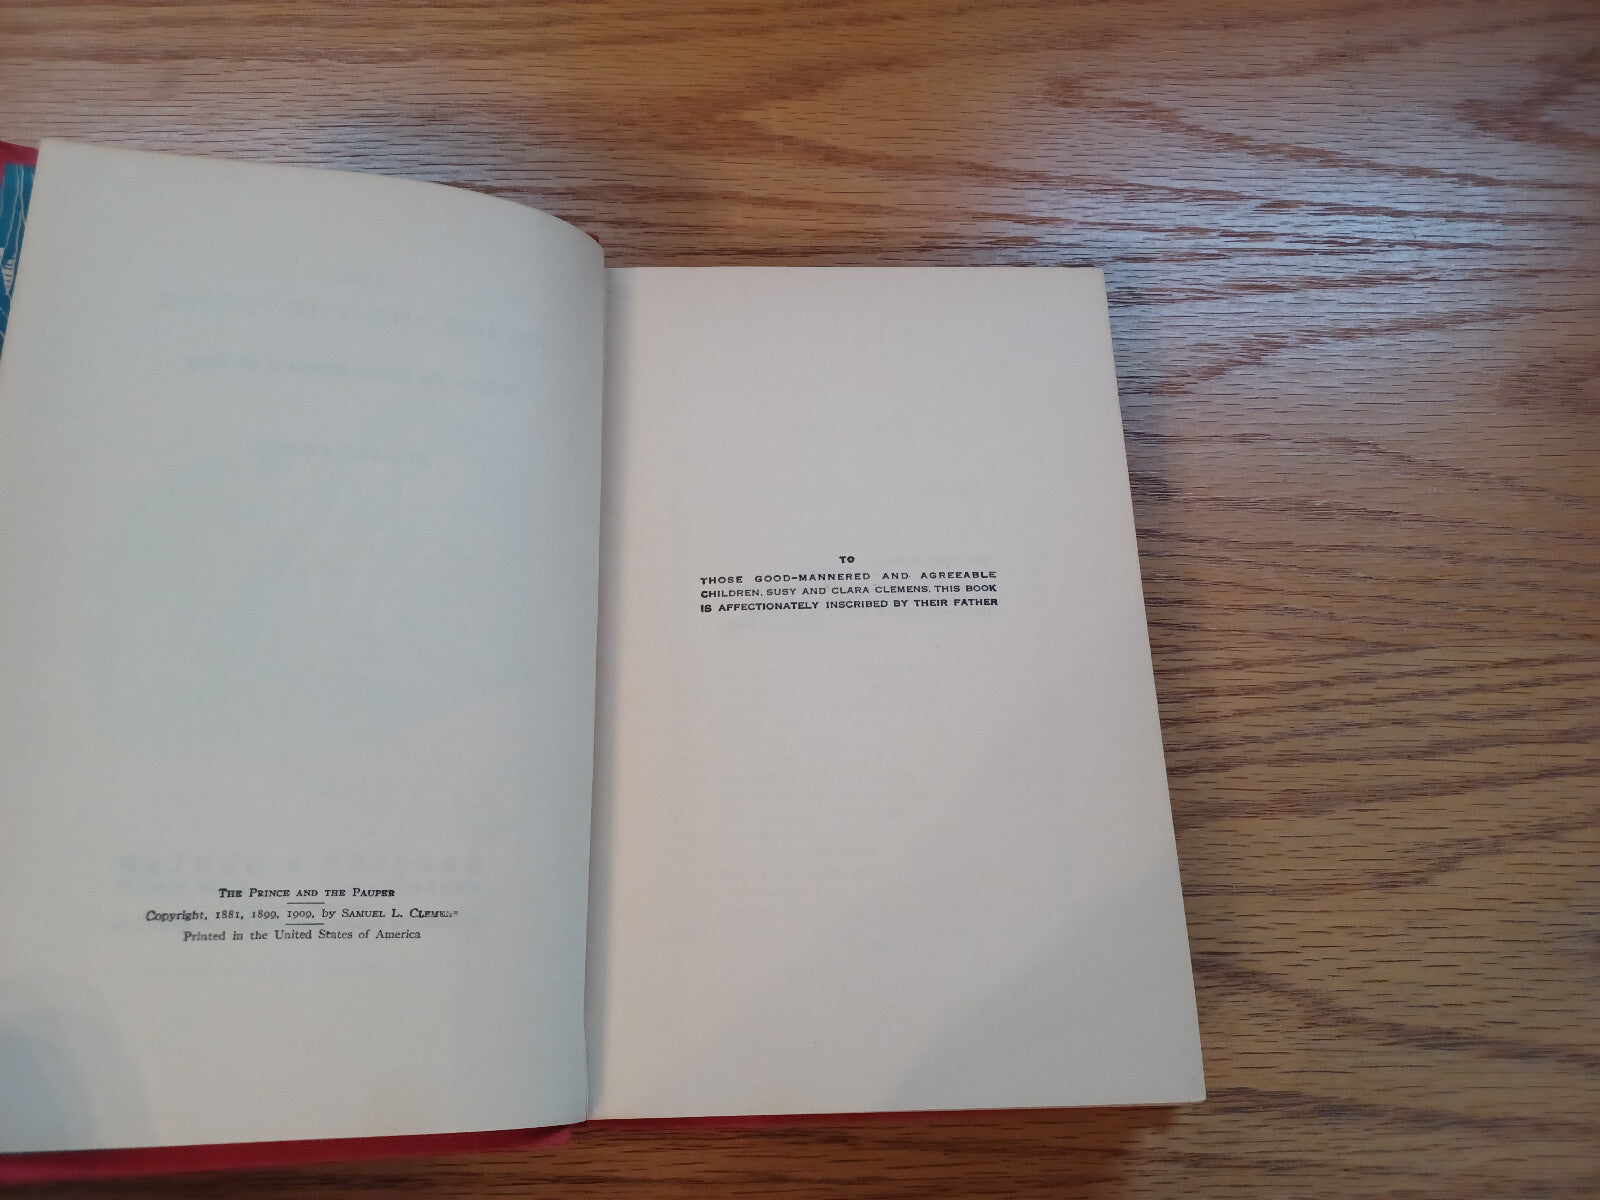 The Prince and the Pauper
Copyright, 1881, 1899, 1909, by Samuel L. Clemens
Printed in the United States of America
TO
THOSE GOOD-MANNERED AND AGREEABLE
CHILDREN, SUSY AND CLARA CLEMENS, THIS BOOK
IS AFFECTIONATELY INSCRIBED BY THEIR FATHER